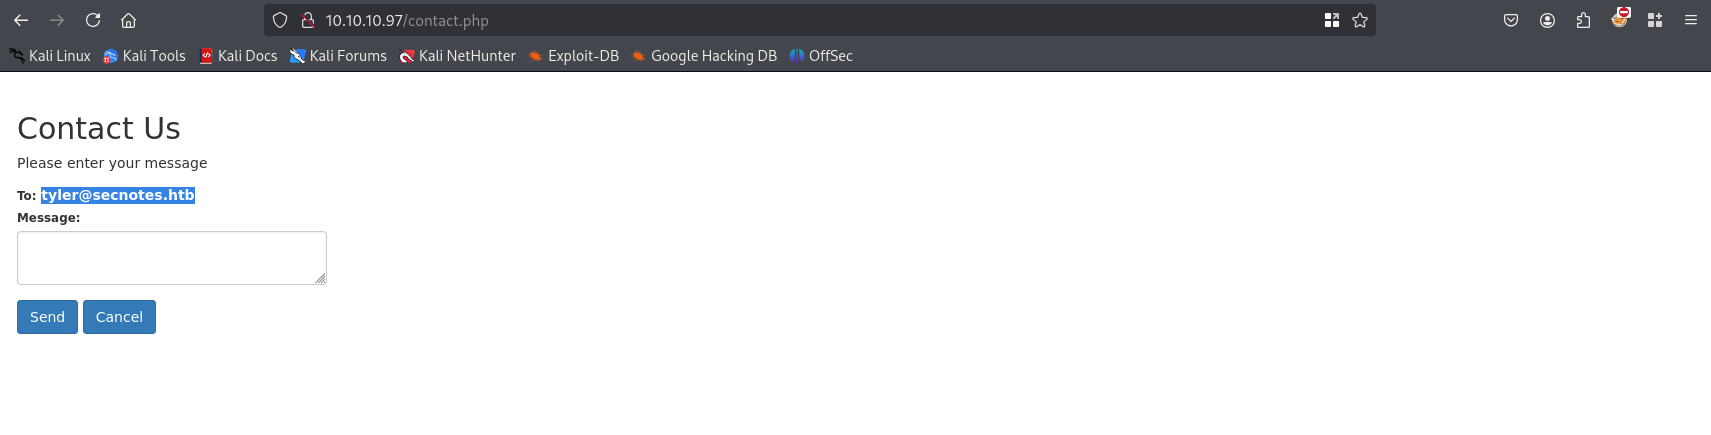 10.10.10.97/contact.php
Kali Linux Kali Tools Kali Docs Kali Forums Kali NetHunter Exploit-DB Google Hacking DB OffSec
Contact Us
Please enter your message
To: tyler@secnotes.htb
Message:
Send Cancel